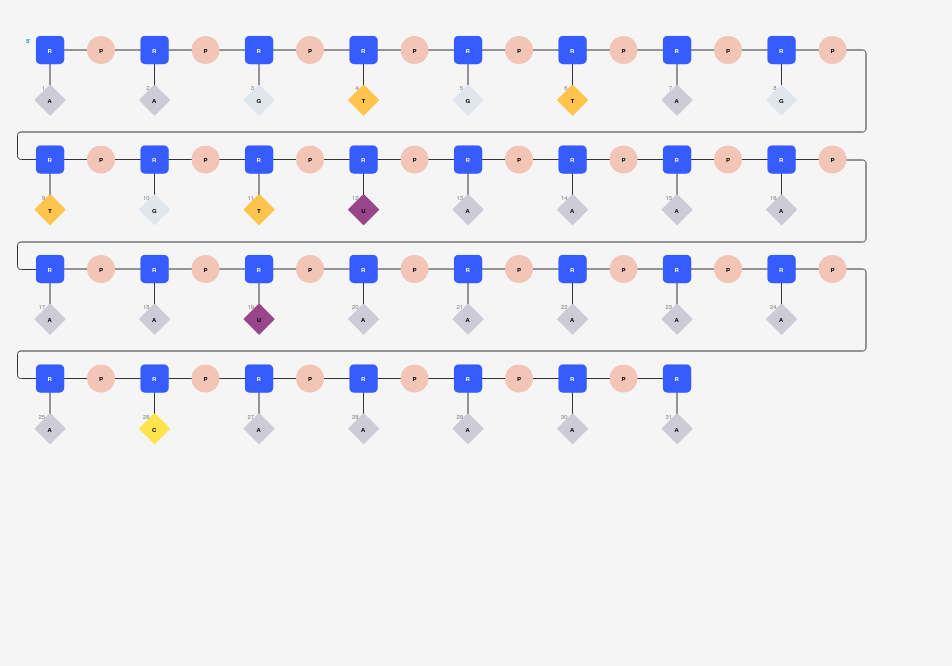 5'
R P R P R P R P R P R P R P R P
1 2 3 4 5 6 7 8
A A G T G T A G
R P R P R P R P R P R P R P R P
9 10 11 12 13 14 15 16
T G T U A A A A
R P R P R P R P R P R P R P R P
17 18 19 20 21 22 23 24
A A U A A A A A
R P R P R P R P R P R P R
25 26 27 28 29 30 31
A C A A A A A